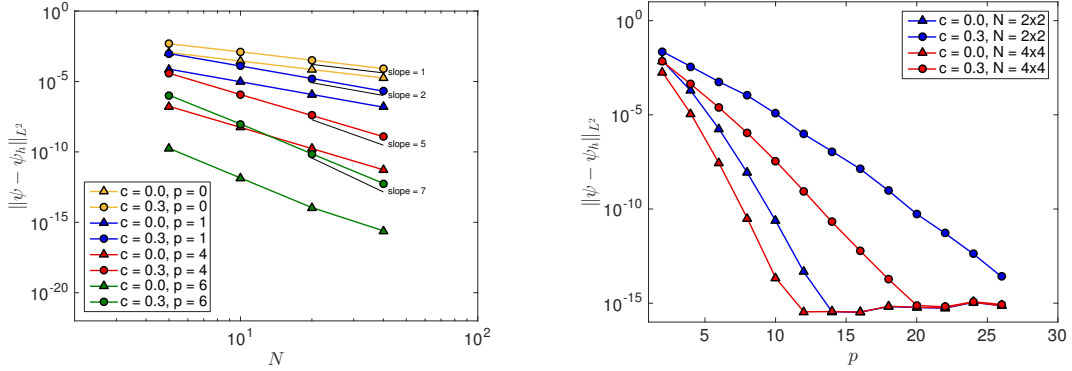 10^0
10^-5
10^-10
10^-15
10^-20
||ψ − ψ_h||_{L^2}
slope = 1
slope = 2
slope = 5
slope = 7
c = 0.0, p = 0
c = 0.3, p = 0
c = 0.0, p = 1
c = 0.3, p = 1
c = 0.0, p = 4
c = 0.3, p = 4
c = 0.0, p = 6
c = 0.3, p = 6
10^1
10^2
N
10^0
10^-5
10^-10
10^-15
||ψ − ψ_h||_{L^2}
c = 0.0, N = 2x2
c = 0.3, N = 2x2
c = 0.0, N = 4x4
c = 0.3, N = 4x4
5 10 15 20 25 30
p